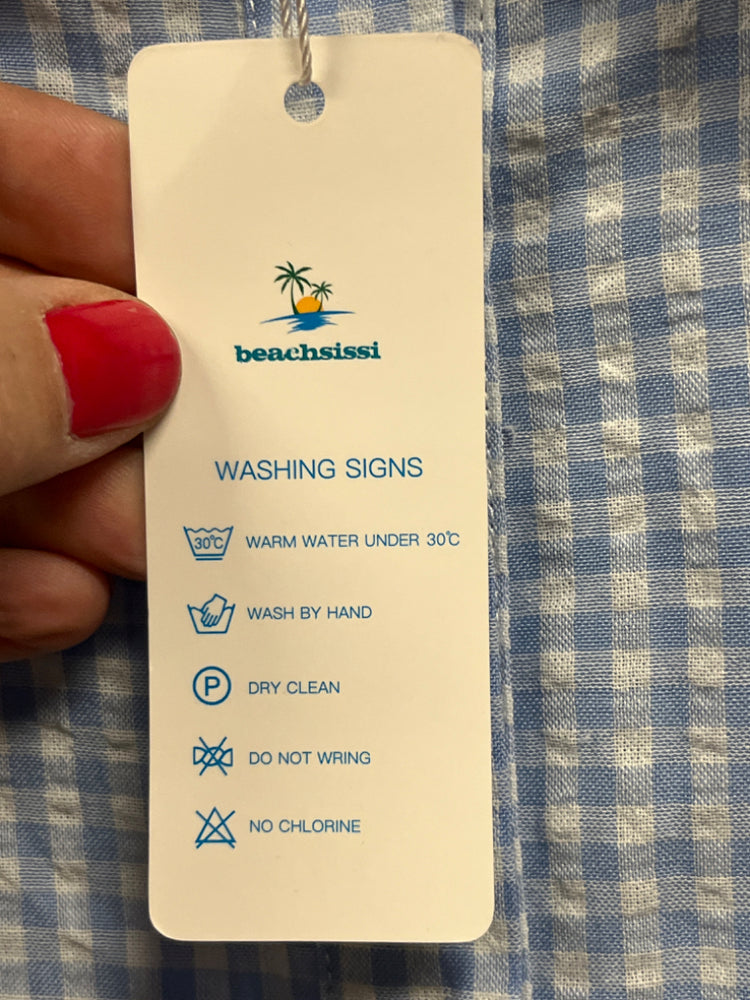 beachsissi
WASHING SIGNS
30℃ WARM WATER UNDER 30℃
WASH BY HAND
P DRY CLEAN
DO NOT WRING
NO CHLORINE